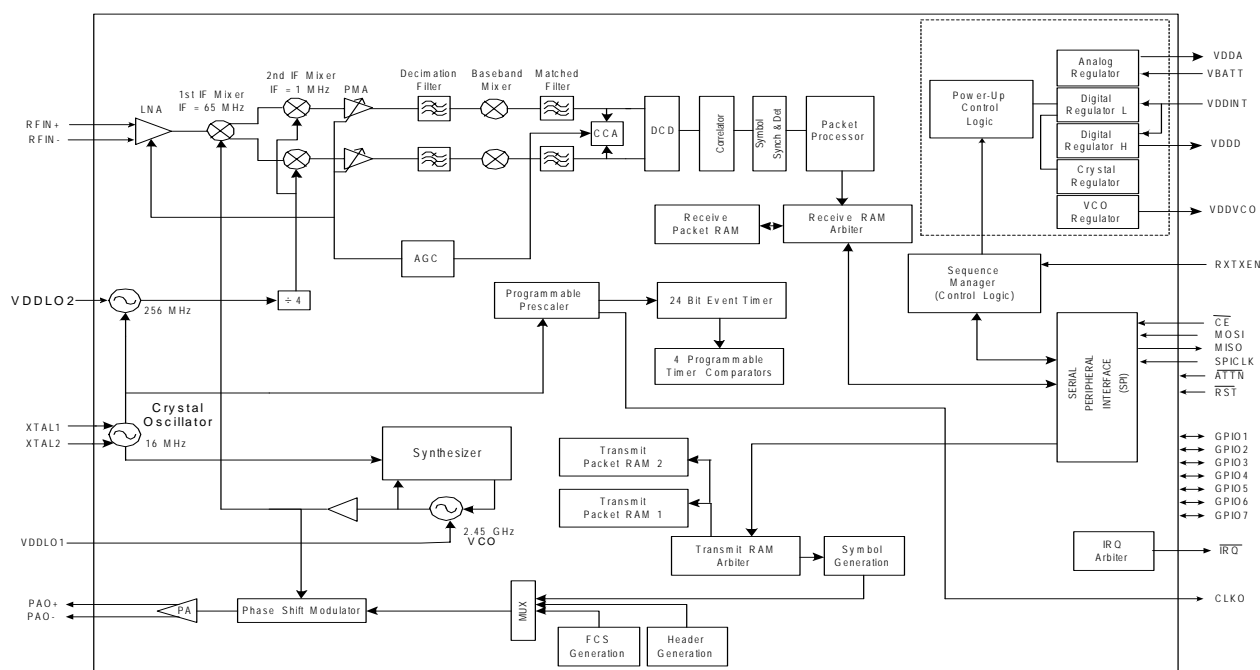 RFIN+
RFIN-
LNA
1st IF Mixer
IF = 65 MHz
2nd IF Mixer
IF = 1 MHz
PMA
Decimation
Filter
Baseband
Mixer
Matched
Filter
CCA
DCD
Correlator
Symbol
Synch & Det
Packet
Processor
Power-Up
Control
Logic
Analog
Regulator
Digital
Regulator L
Digital
Regulator H
Crystal
Regulator
VCO
Regulator
VDDA
VBATT
VDDINT
VDDD
VDDVCO
Receive
Packet RAM
Receive RAM
Arbiter
AGC
Sequence
Manager
(Control Logic)
RXTXEN
VDDLO2
256 MHz
÷ 4
Programmable
Prescaler
24 Bit Event Timer
4 Programmable
Timer Comparators
SERIAL
PERIPHERAL
INTERFACE
(SPI)
CE
MOSI
MISO
SPICLK
ATTN
RST
Crystal
Oscillator
XTAL1
XTAL2
16 MHz
Synthesizer
2.45 GHz
VCO
VDDLO1
Transmit
Packet RAM 2
Transmit
Packet RAM 1
Transmit RAM
Arbiter
Symbol
Generation
GPIO1
GPIO2
GPIO3
GPIO4
GPIO5
GPIO6
GPIO7
IRQ
Arbiter
IRQ
CLKO
PAO+
PAO-
PA
Phase Shift Modulator
MUX
FCS
Generation
Header
Generation